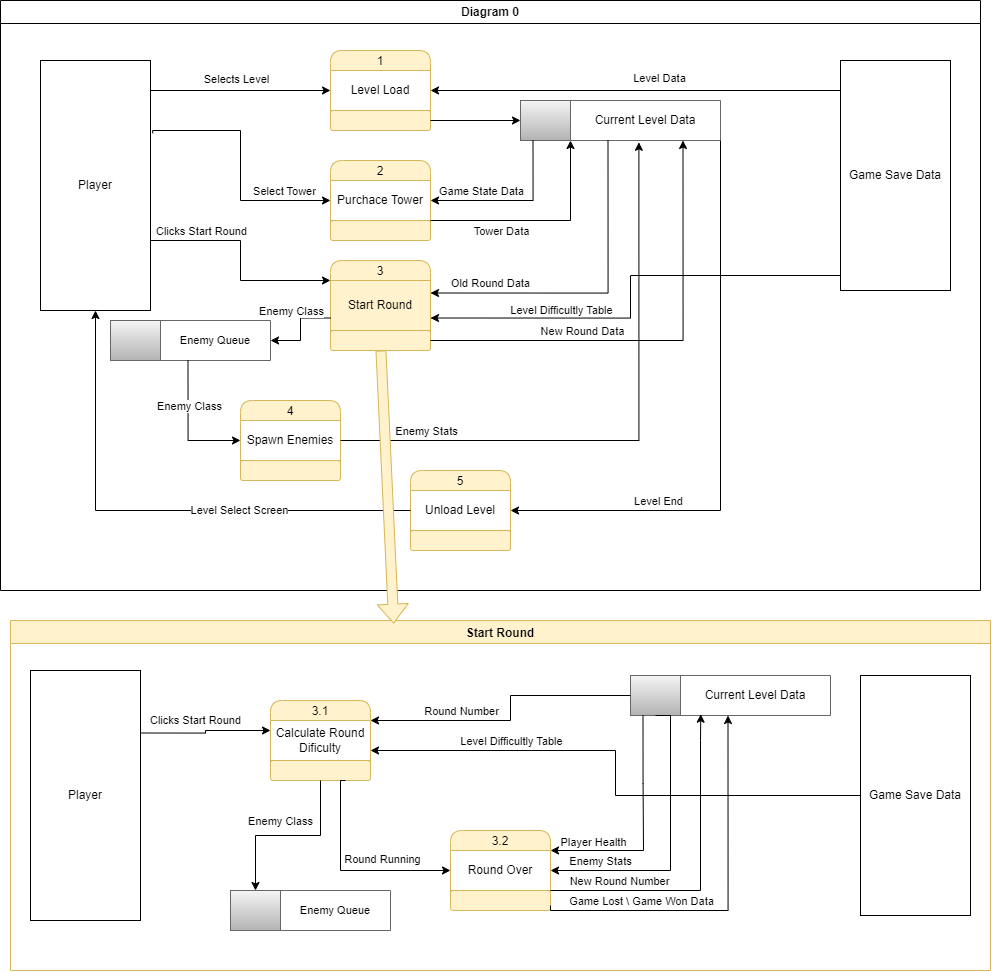 Diagram 0
1
Selects Level
Level Data
Level Load
Current Level Data
Player
2
Game Save Data
Select Tower
Purchace Tower
Game State Data
Tower Data
Clicks Start Round
3
Start Round
Old Round Data
Enemy Class
Level Difficultly Table
New Round Data
Enemy Queue
Enemy Class
4
Enemy Stats
Spawn Enemies
5
Level End
Level Select Screen
Unload Level
Start Round
Current Level Data
3.1
Round Number
Clicks Start Round
Calculate Round
Dificulty
Level Difficultly Table
Player
Game Save Data
Enemy Class
3.2
Player Health
Round Running
Round Over
Enemy Stats
New Round Number
Game Lost \ Game Won Data
Enemy Queue